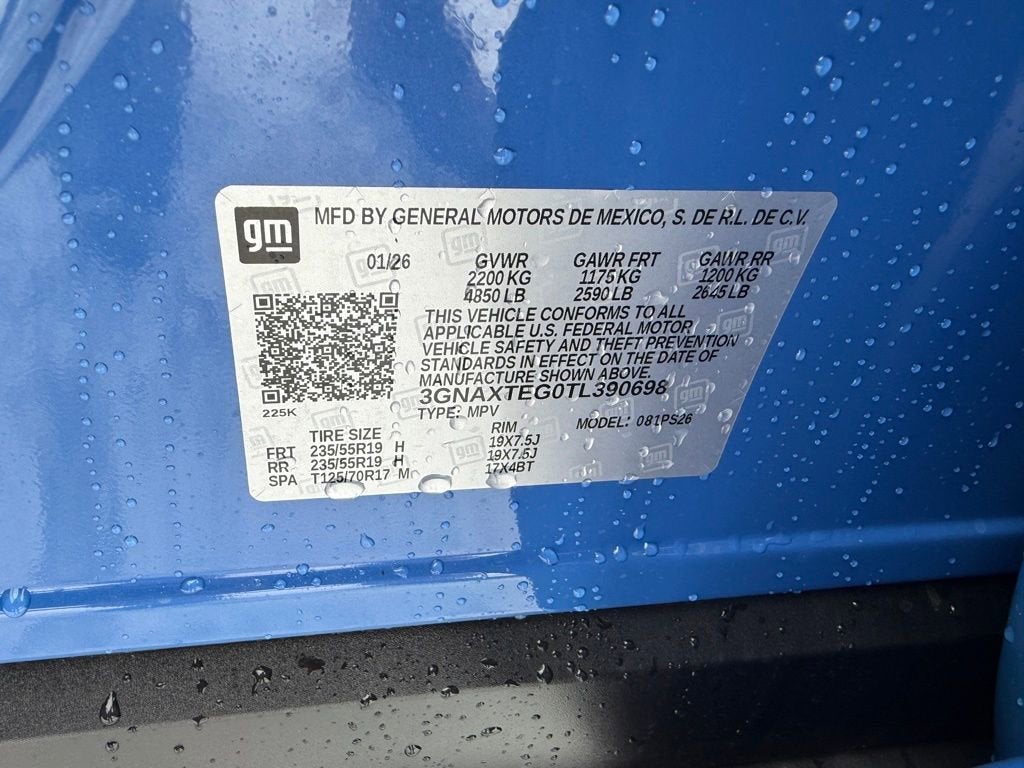 gm
MFD BY GENERAL MOTORS DE MEXICO, S. DE R.L. DE C.V.
01/26 GVWR GAWR FRT GAWR RR
2200 KG 1175 KG 1200 KG
4850 LB 2590 LB 2645 LB
THIS VEHICLE CONFORMS TO ALL
APPLICABLE U.S. FEDERAL MOTOR
VEHICLE SAFETY AND THEFT PREVENTION
STANDARDS IN EFFECT ON THE DATE OF
MANUFACTURE SHOWN ABOVE.
3GNAXTEG0TL390698
225K
TYPE: MPV MODEL: 081PS26
TIRE SIZE RIM
FRT 235/55R19 H 19X7.5J
RR 235/55R19 H 19X7.5J
SPA T125/70R17 M 17X4BT